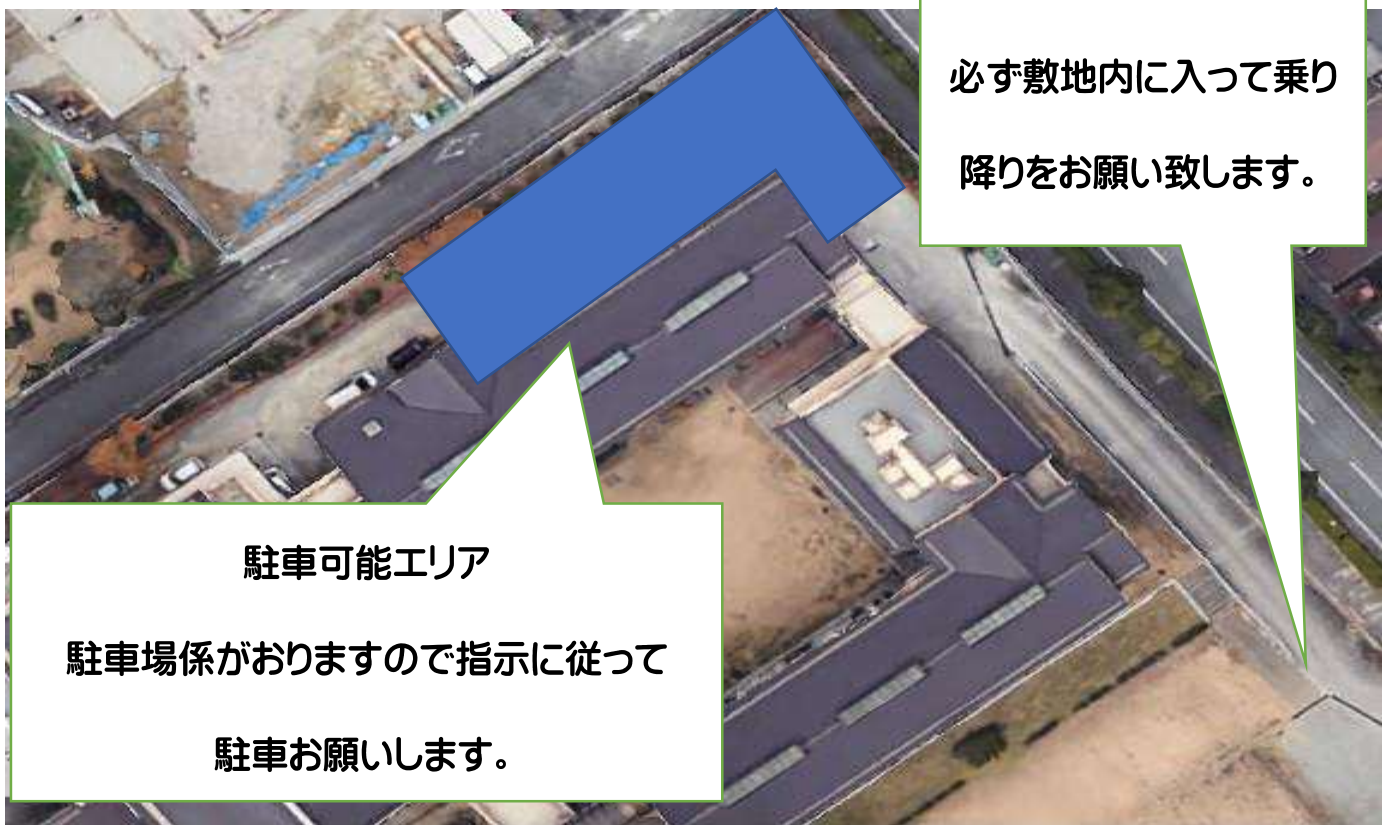 必ず敷地内に入って乗り
降りをお願い致します。
駐車可能エリア
駐車場係がおりますので指示に従って
駐車お願いします。